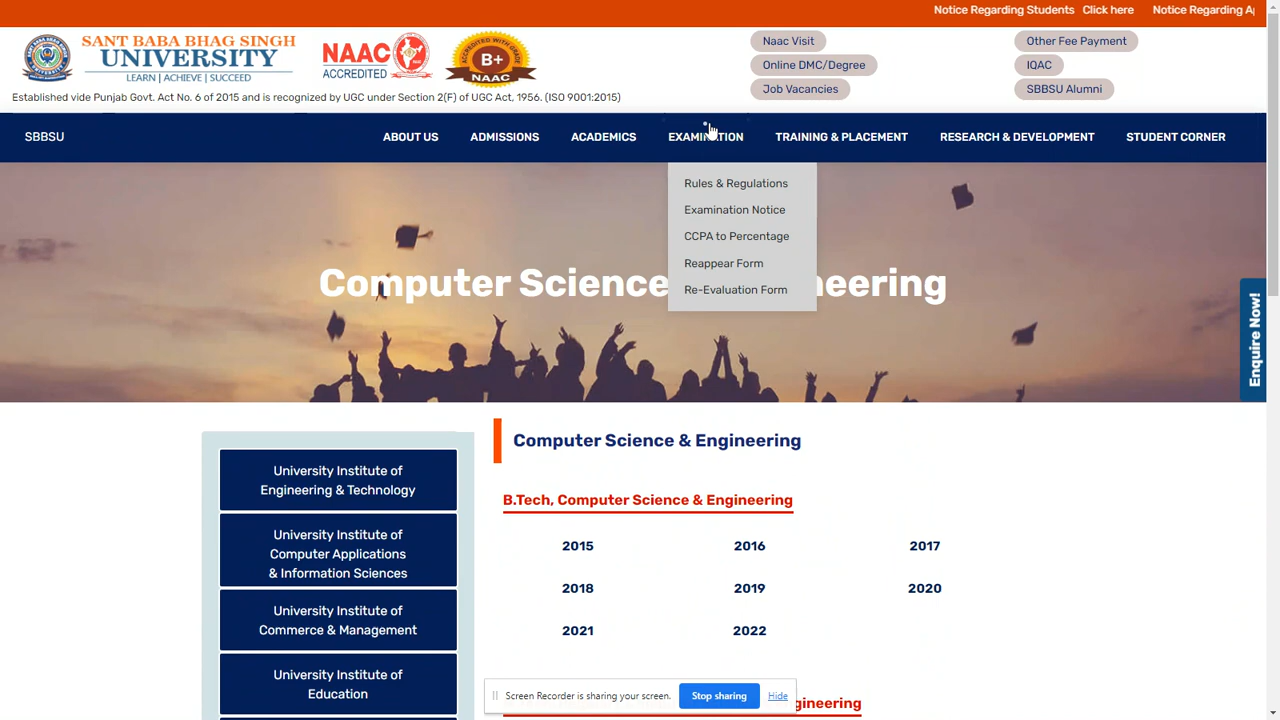 Notice Regarding Students Click here Notice Regarding Ap
SANT BABA BHAG SINGH
UNIVERSITY
LEARN | ACHIEVE | SUCCEED
NAAC
ACCREDITED
ACCREDITED WITH GRADE
B+
NAAC
Established vide Punjab Govt. Act No. 6 of 2015 and is recognized by UGC under Section 2(F) of UGC Act, 1956. (ISO 9001:2015)
Naac Visit
Other Fee Payment
Online DMC/Degree
IQAC
Job Vacancies
SBBSU Alumni
SBBSU ABOUT US ADMISSIONS ACADEMICS EXAMINATION TRAINING & PLACEMENT RESEARCH & DEVELOPMENT STUDENT CORNER
Rules & Regulations
Examination Notice
CCPA to Percentage
Reappear Form
Re-Evaluation Form
Computer Science neering
Enquire Now!
University Institute of
Engineering & Technology
University Institute of
Computer Applications
& Information Sciences
University Institute of
Commerce & Management
University Institute of
Education
Computer Science & Engineering
B.Tech, Computer Science & Engineering
2015 2016 2017
2018 2019 2020
2021 2022
gineering
Screen Recorder is sharing your screen. Stop sharing Hide